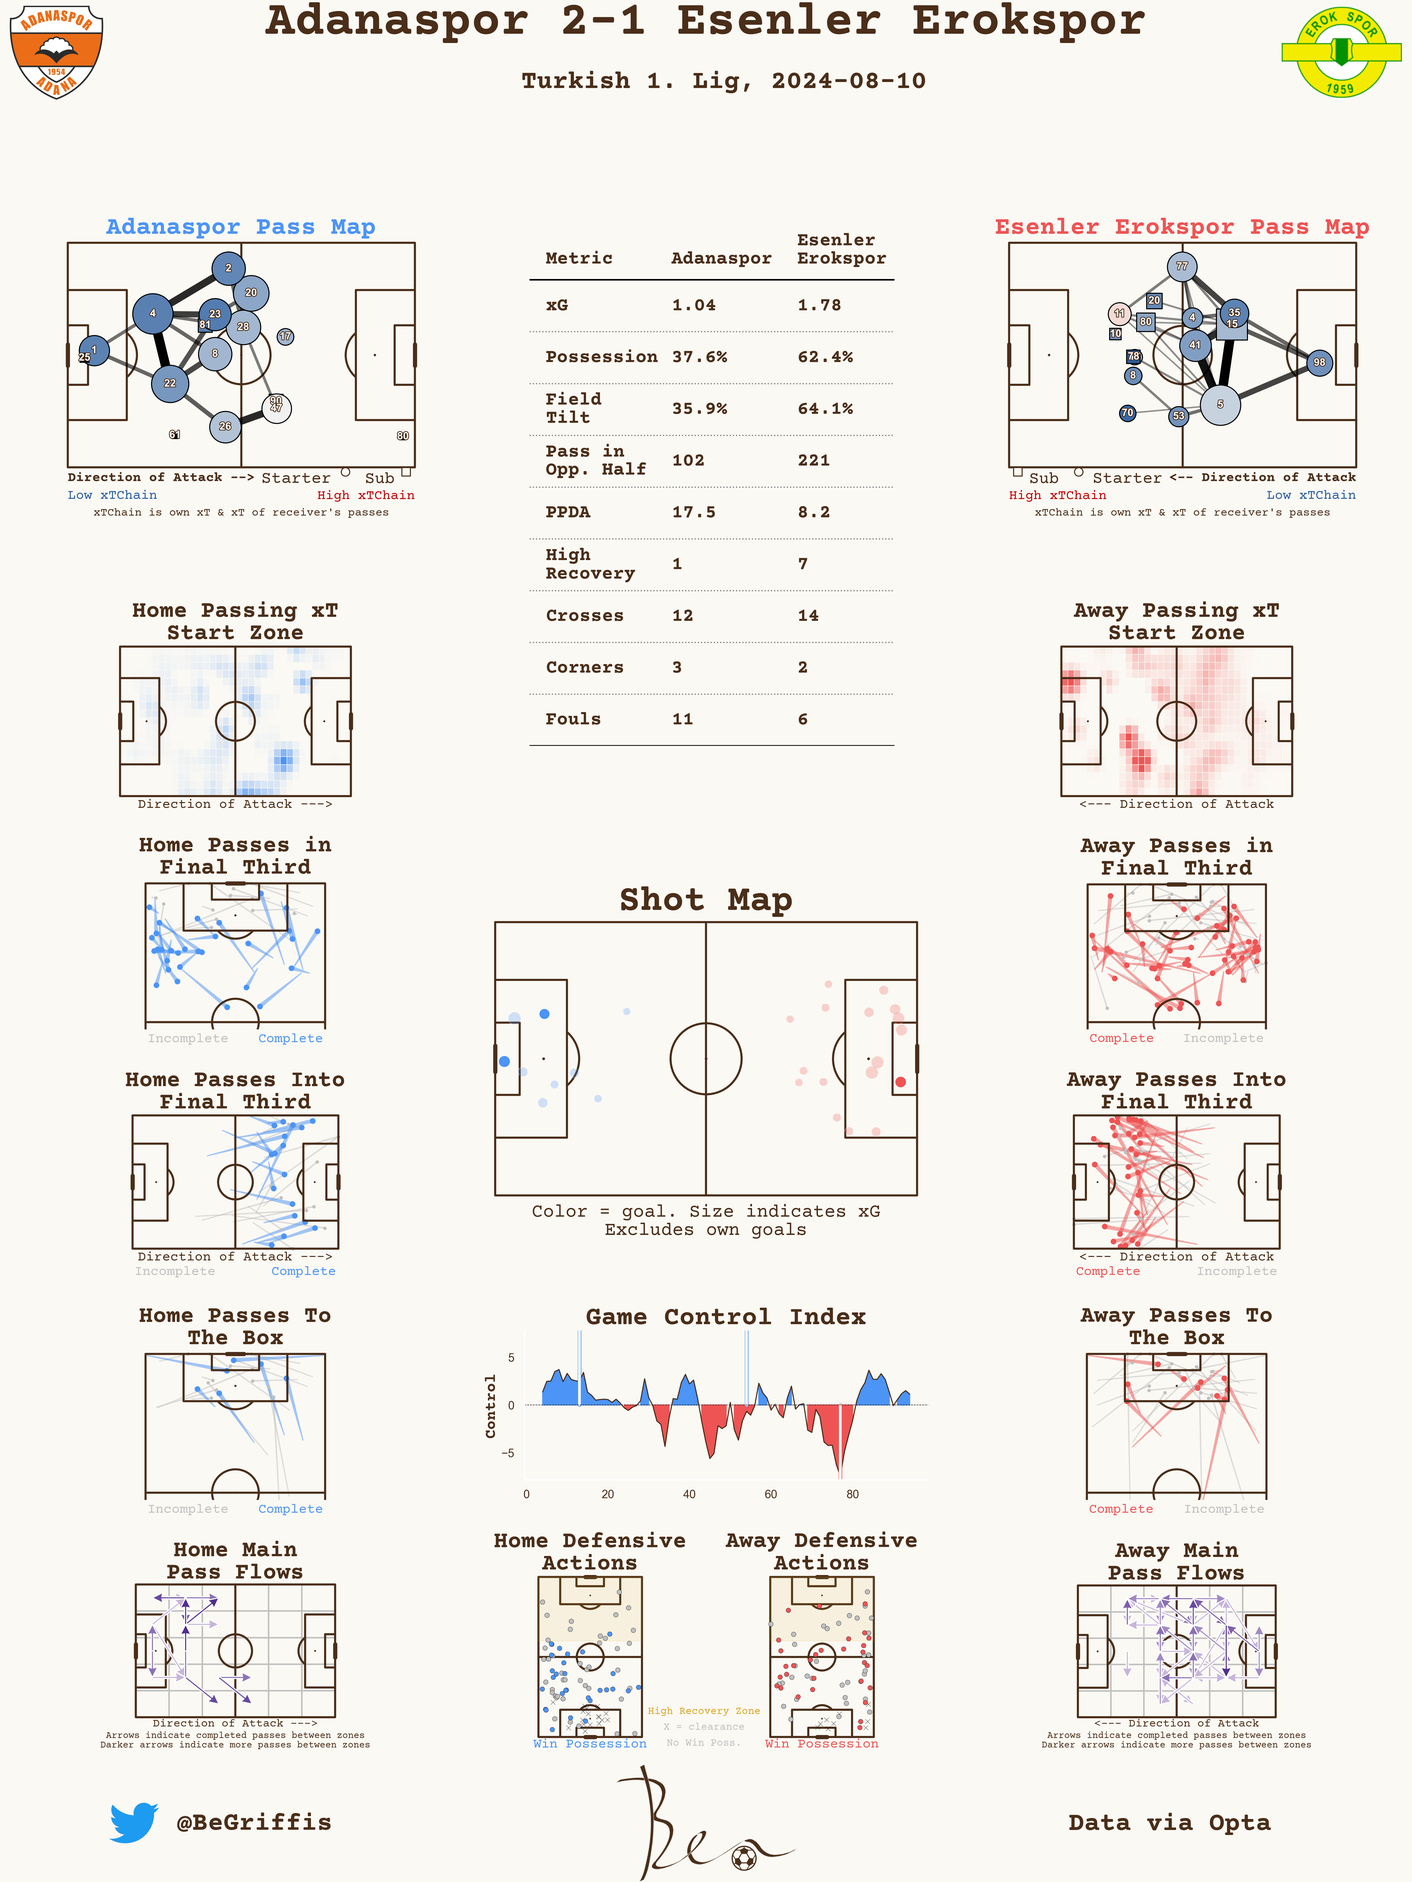 Adanaspor 2-1 Esenler Erokspor
Turkish 1. Lig, 2024-08-10
ADANASPOR
1954
ADANA
EROK SPOR
1959
Adanaspor Pass Map
2
20
4
23
81
28
17
1
25
8
22
90
47
26
61
80
Direction of Attack --> Starter Sub
Low xTChain High xTChain
xTChain is own xT & xT of receiver's passes
Metric Adanaspor Esenler Erokspor
xG 1.04 1.78
Possession 37.6% 62.4%
Field Tilt 35.9% 64.1%
Pass in Opp. Half 102 221
PPDA 17.5 8.2
High Recovery 1 7
Crosses 12 14
Corners 3 2
Fouls 11 6
Esenler Erokspor Pass Map
77
20
11
80
4
35
15
10
41
78
98
8
5
70
53
Sub Starter <-- Direction of Attack
High xTChain Low xTChain
xTChain is own xT & xT of receiver's passes
Home Passing xT
Start Zone
Direction of Attack --->
Away Passing xT
Start Zone
<--- Direction of Attack
Home Passes in
Final Third
Incomplete Complete
Shot Map
Color = goal. Size indicates xG
Excludes own goals
Away Passes in
Final Third
Complete Incomplete
Home Passes Into
Final Third
Direction of Attack --->
Incomplete Complete
Away Passes Into
Final Third
<--- Direction of Attack
Complete Incomplete
Home Passes To
The Box
Incomplete Complete
Game Control Index
Control
5
0
−5
0 20 40 60 80
Away Passes To
The Box
Complete Incomplete
Home Main
Pass Flows
Direction of Attack --->
Arrows indicate completed passes between zones
Darker arrows indicate more passes between zones
Home Defensive
Actions
Win Possession
High Recovery Zone
X = clearance
No Win Poss.
Away Defensive
Actions
Win Possession
Away Main
Pass Flows
<--- Direction of Attack
Arrows indicate completed passes between zones
Darker arrows indicate more passes between zones
@BeGriffis
Ben
Data via Opta